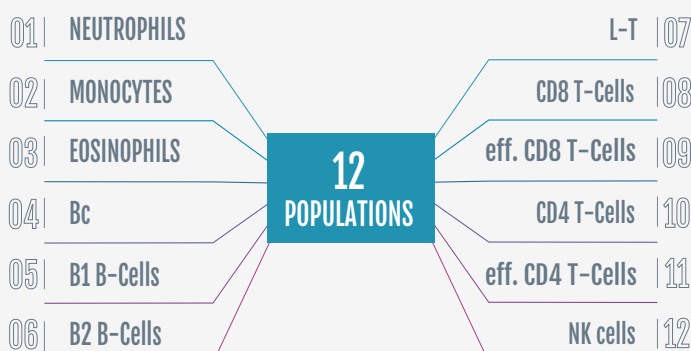 01 | NEUTROPHILS
02 | MONOCYTES
03 | EOSINOPHILS
04 | Bc
05 | B1 B-Cells
06 | B2 B-Cells
12
POPULATIONS
L-T | 07
CD8 T-Cells | 08
eff. CD8 T-Cells | 09
CD4 T-Cells | 10
eff. CD4 T-Cells | 11
NK cells | 12